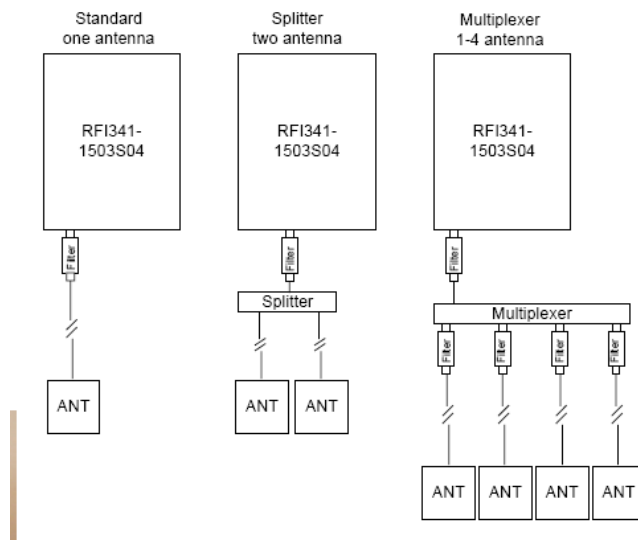 Standard
one antenna
RFI341-
1503S04
Filter
ANT
Splitter
two antenna
RFI341-
1503S04
Filter
Splitter
ANT ANT
Multiplexer
1-4 antenna
RFI341-
1503S04
Filter
Multiplexer
Filter Filter Filter Filter
ANT ANT ANT ANT